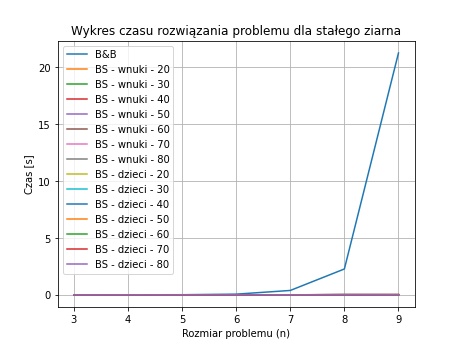 Wykres czasu rozwiązania problemu dla stałego ziarna
B&B
BS - wnuki - 20
BS - wnuki - 30
BS - wnuki - 40
BS - wnuki - 50
BS - wnuki - 60
BS - wnuki - 70
BS - wnuki - 80
BS - dzieci - 20
BS - dzieci - 30
BS - dzieci - 40
BS - dzieci - 50
BS - dzieci - 60
BS - dzieci - 70
BS - dzieci - 80
Czas [s]
20
15
10
5
0
3 4 5 6 7 8 9
Rozmiar problemu (n)